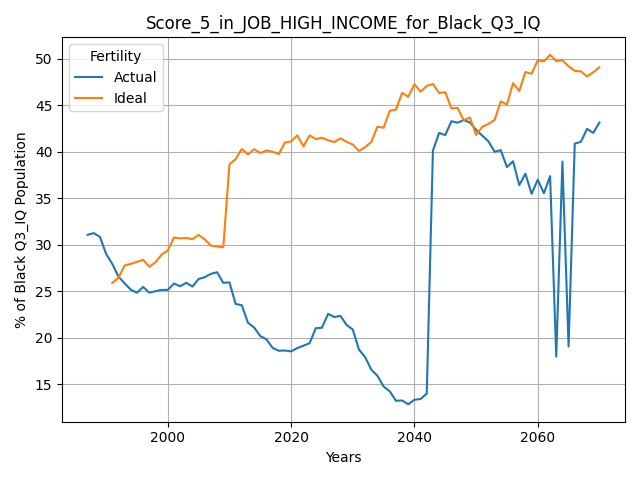 Score_5_in_JOB_HIGH_INCOME_for_Black_Q3_IQ
Fertility
Actual
Ideal
% of Black Q3_IQ Population
50
45
40
35
30
25
20
15
2000
2020
2040
2060
Years